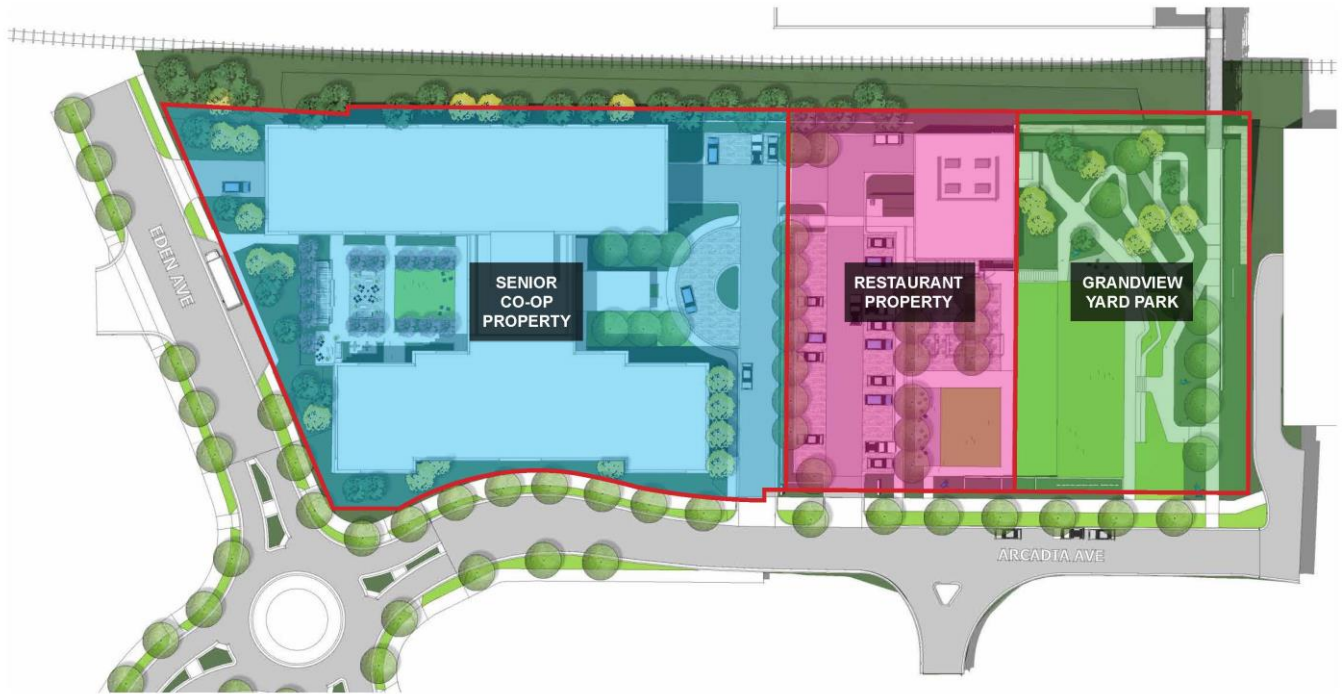 EDEN AVE
SENIOR
CO-OP
PROPERTY
RESTAURANT
PROPERTY
GRANDVIEW
YARD PARK
ARCADIA AVE